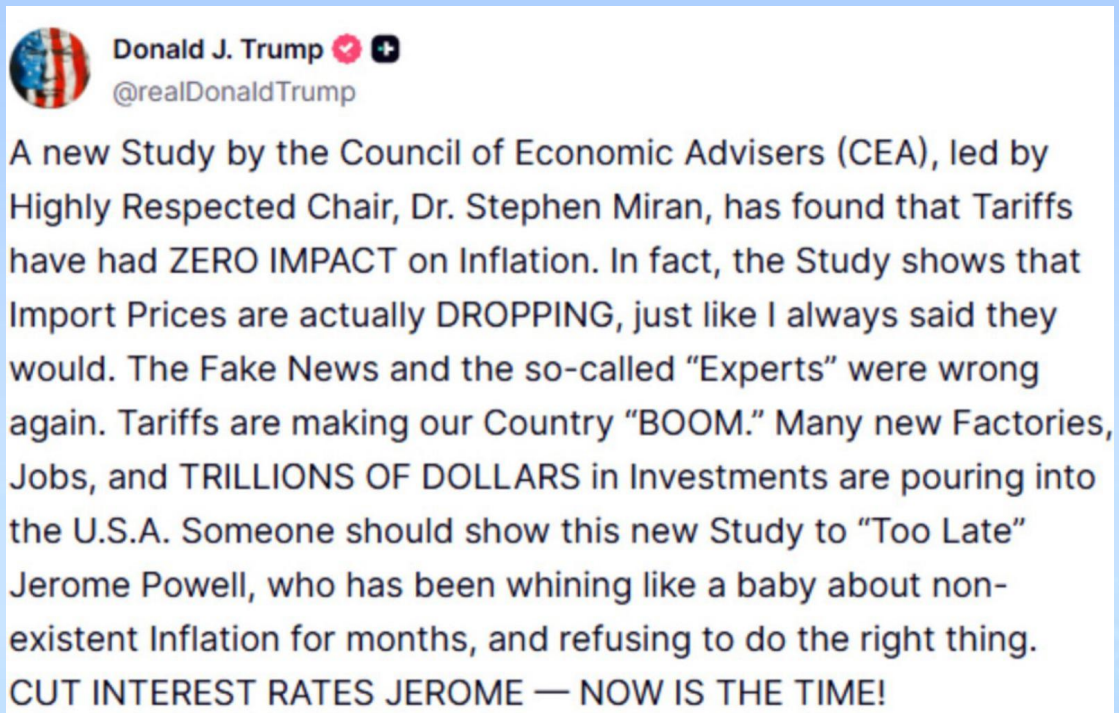 Donald J. Trump
@realDonaldTrump
A new Study by the Council of Economic Advisers (CEA), led by
Highly Respected Chair, Dr. Stephen Miran, has found that Tariffs
have had ZERO IMPACT on Inflation. In fact, the Study shows that
Import Prices are actually DROPPING, just like I always said they
would. The Fake News and the so-called “Experts” were wrong
again. Tariffs are making our Country “BOOM.” Many new Factories,
Jobs, and TRILLIONS OF DOLLARS in Investments are pouring into
the U.S.A. Someone should show this new Study to “Too Late”
Jerome Powell, who has been whining like a baby about non-
existent Inflation for months, and refusing to do the right thing.
CUT INTEREST RATES JEROME — NOW IS THE TIME!